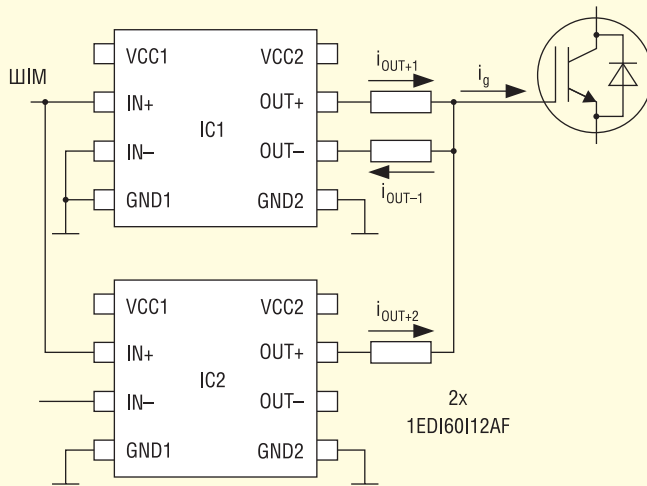 VCC1 VCC2
ШІМ
IN+ OUT+
IC1
IN– OUT–
GND1 GND2
iOUT+1
ig
iOUT–1
VCC1 VCC2
IN+ OUT+
IC2
IN– OUT–
GND1 GND2
iOUT+2
2x
1EDI60I12AF